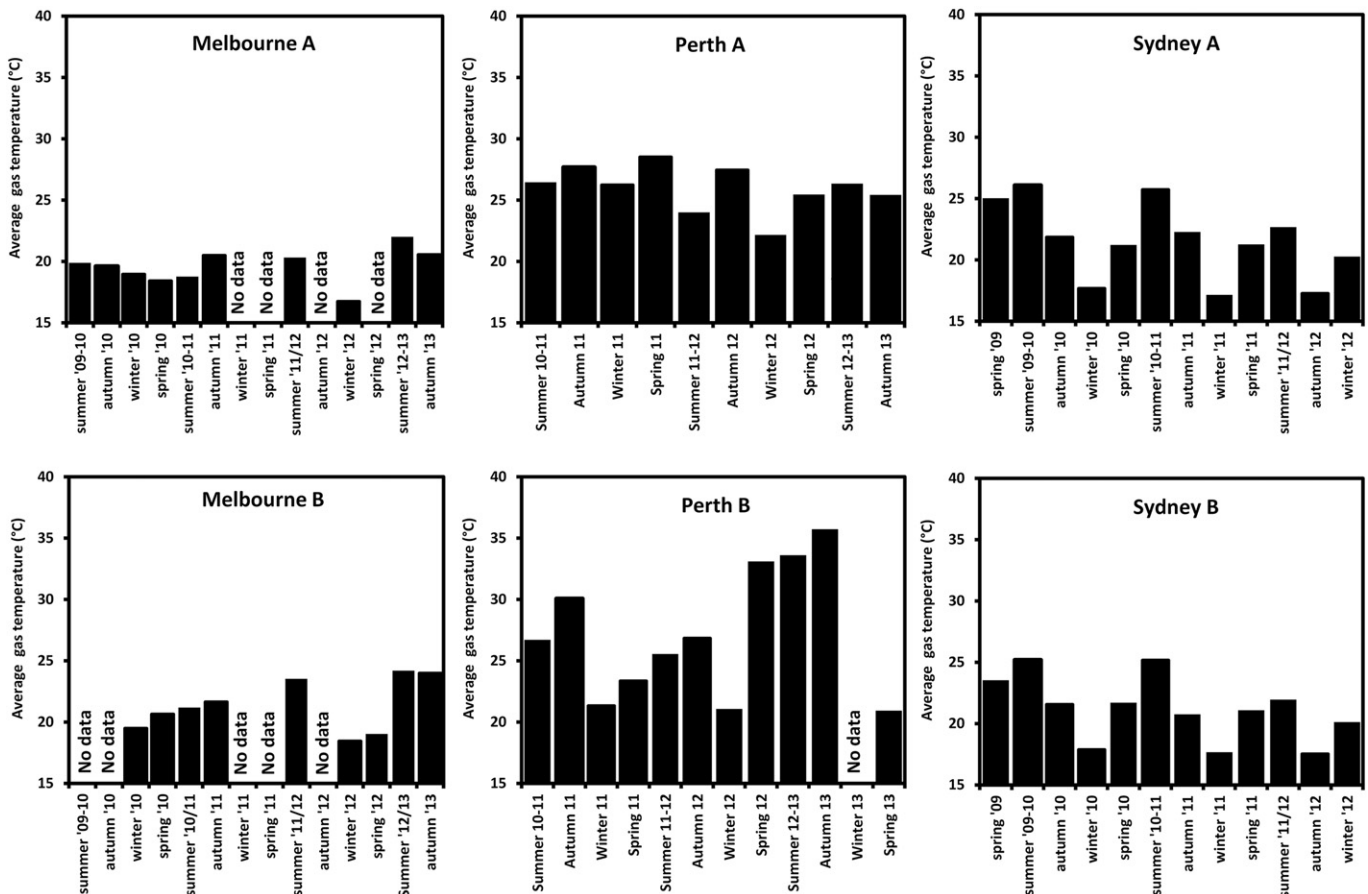 Melbourne A
Average gas temperature (°C)
40
35
30
25
20
15
No data
No data
No data
No data
summer '09-10
autumn '10
winter '10
spring '10
summer '10-11
autumn '11
winter '11
spring '11
summer '11/12
autumn '12
winter '12
spring '12
summer '12-13
autumn '13
Perth A
Average gas temperature (°C)
40
35
30
25
20
15
Summer 10-11
Autumn 11
Winter 11
Spring 11
Summer 11-12
Autumn 12
Winter 12
Spring 12
Summer 12-13
Autumn 13
Sydney A
Average gas temperature (°C)
40
35
30
25
20
15
spring '09
summer '09-10
autumn '10
winter '10
spring '10
summer '10-11
autumn '11
winter '11
spring '11
summer '11/12
autumn '12
winter '12
Melbourne B
Average gas temperature (°C)
40
35
30
25
20
15
No data
No data
No data
No data
No data
summer '09-10
autumn '10
winter '10
spring '10
summer '10/11
autumn '11
winter '11
spring '11
summer '11/12
autumn '12
winter '12
spring '12
Summer '12/13
autumn '13
Perth B
Average gas temperature (°C)
40
35
30
25
20
15
No data
Summer 10-11
Autumn 11
Winter 11
Spring 11
Summer 11-12
Autumn 12
Winter 12
Spring 12
Summer 12-13
Autumn 13
Winter 13
Spring 13
Sydney B
Average gas temperature (°C)
40
35
30
25
20
15
spring '09
summer '09-10
autumn '10
winter '10
spring '10
summer '10-11
autumn '11
winter '11
spring '11
summer '11/12
autumn '12
winter '12